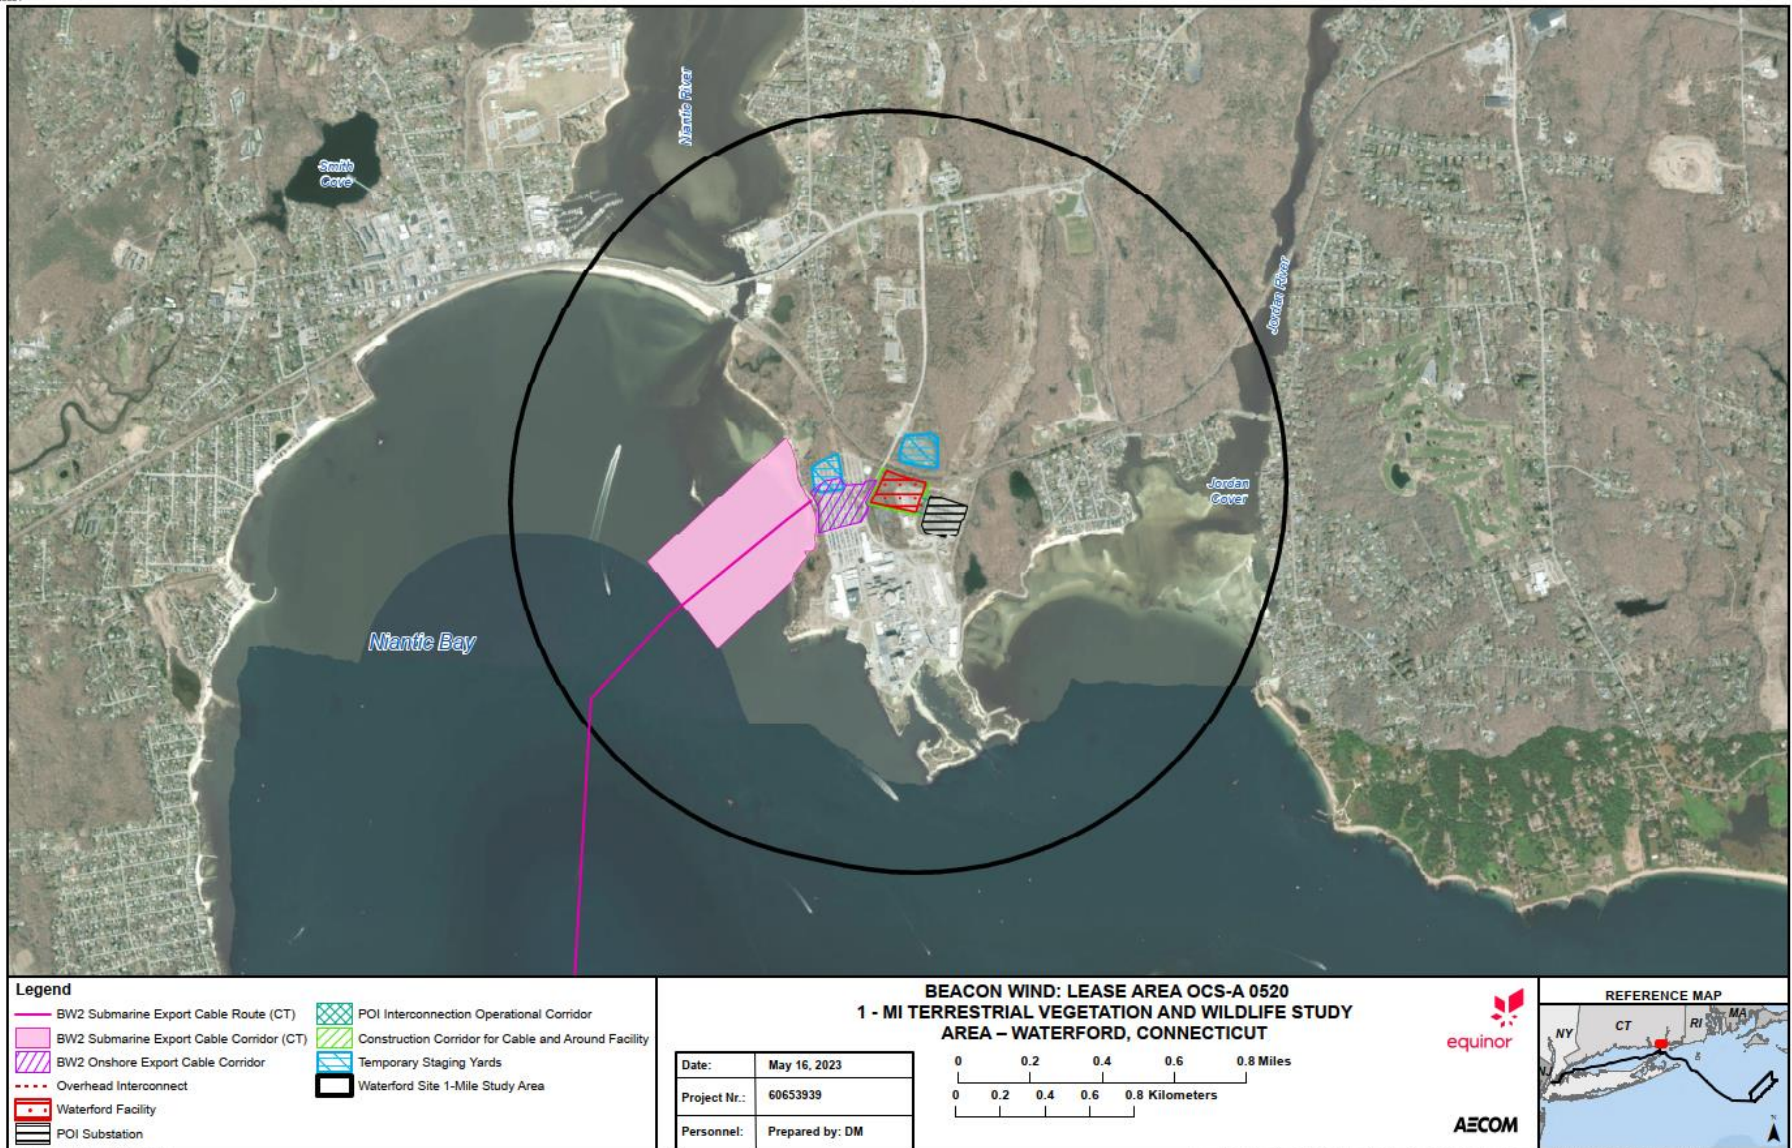 Niantic River
Smith
Cove
Jordan River
Jordan
Cover
Niantic Bay
Legend
BW2 Submarine Export Cable Route (CT)
BW2 Submarine Export Cable Corridor (CT)
BW2 Onshore Export Cable Corridor
Overhead Interconnect
Waterford Facility
POI Substation
POI Interconnection Operational Corridor
Construction Corridor for Cable and Around Facility
Temporary Staging Yards
Waterford Site 1-Mile Study Area
BEACON WIND: LEASE AREA OCS-A 0520
1 - MI TERRESTRIAL VEGETATION AND WILDLIFE STUDY
AREA – WATERFORD, CONNECTICUT
Date: May 16, 2023
Project Nr.: 60653939
Personnel: Prepared by: DM
0 0.2 0.4 0.6 0.8 Miles
0 0.2 0.4 0.6 0.8 Kilometers
equinor
AECOM
REFERENCE MAP
NY CT RI MA
NJ
N